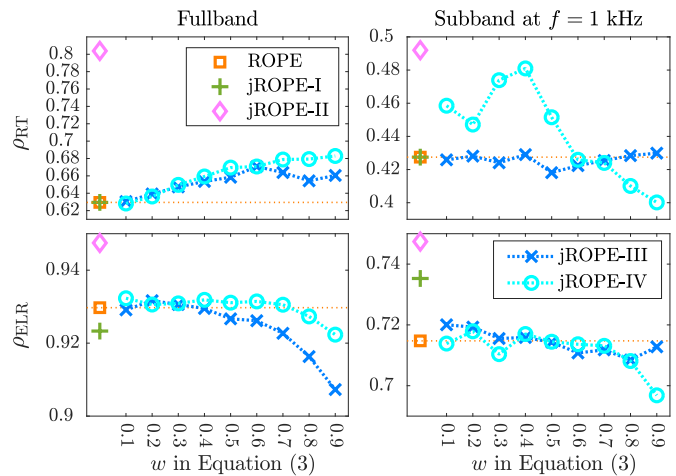 Fullband
Subband at f = 1 kHz
ρRT
0.8
0.78
0.76
0.74
0.72
0.7
0.68
0.66
0.64
0.62
ROPE
jROPE-I
jROPE-II
0.5
0.48
0.46
0.44
0.42
0.4
ρELR
0.94
0.92
0.9
0.74
0.72
0.7
jROPE-III
jROPE-IV
0.1 0.2 0.3 0.4 0.5 0.6 0.7 0.8 0.9
0.1 0.2 0.3 0.4 0.5 0.6 0.7 0.8 0.9
w in Equation (3)
w in Equation (3)